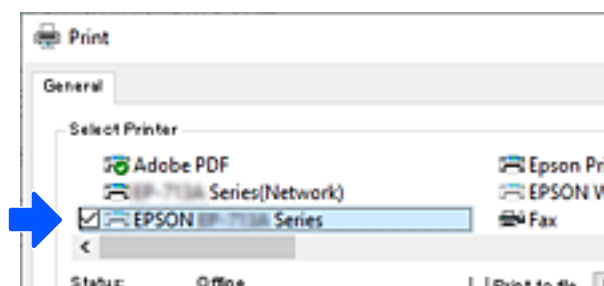 Print
General
Select Printer
Adobe PDF
Epson Pri
Series(Network)
EPSON W
EPSON Series
Fax
Status: Offline
Print to file